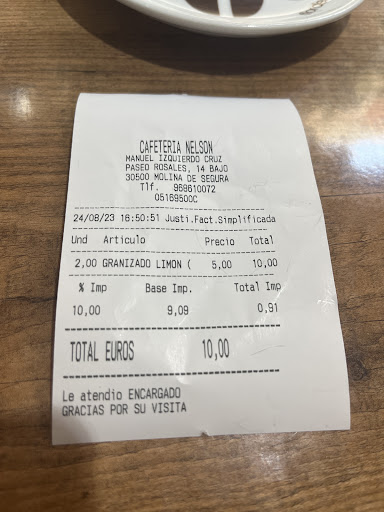 CAFETERIA NELSON
MANUEL IZQUIERDO CRUZ
PASEO ROSALES, 14 BAJO
30500 MOLINA DE SEGURA
Tlf. 968610072
05169500C
24/08/23 16:50:51 Justi.Fact.Simplificada
Und Articulo Precio Total
2,00 GRANIZADO LIMON ( 5,00 10,00
% Imp Base Imp. Total Imp
10,00 9,09 0,91
TOTAL EUROS 10,00
Le atendio ENCARGADO
GRACIAS POR SU VISITA